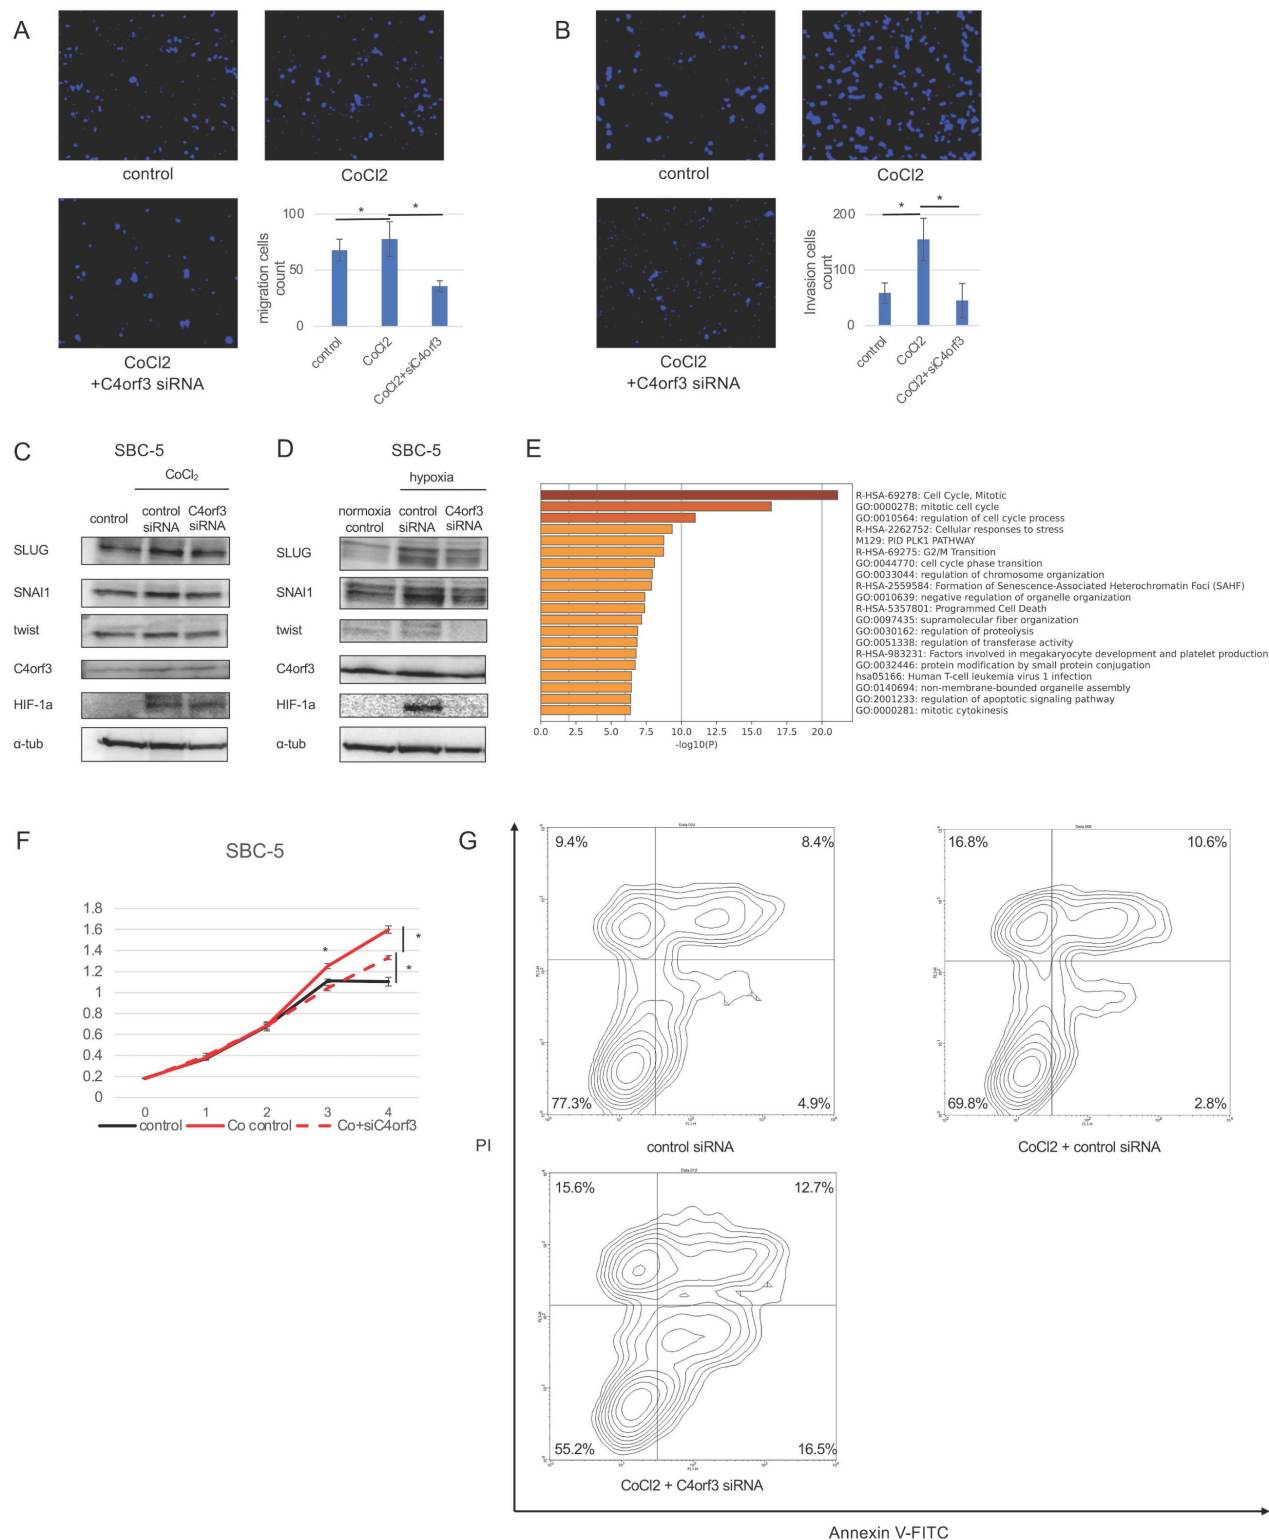 A
B
control
CoCl2
control
CoCl2
CoCl2
+C4orf3 siRNA
migration cells
count
100
50
0
*
*
control
CoCl2
CoCl2+siC4orf3
CoCl2
+C4orf3 siRNA
Invasion cells
count
200
100
0
*
*
control
CoCl2
CoCl2+siC4orf3
C
SBC-5
CoCl₂
control
control
siRNA
C4orf3
siRNA
SLUG
SNAI1
twist
C4orf3
HIF-1a
α-tub
D
SBC-5
hypoxia
normoxia
control
control
siRNA
C4orf3
siRNA
SLUG
SNAI1
twist
C4orf3
HIF-1a
α-tub
E
R-HSA-69278: Cell Cycle, Mitotic
GO:0000278: mitotic cell cycle
GO:0010564: regulation of cell cycle process
R-HSA-2262752: Cellular responses to stress
M129: PID PLK1 PATHWAY
R-HSA-69275: G2/M Transition
GO:0044770: cell cycle phase transition
GO:0033044: regulation of chromosome organization
R-HSA-2559584: Formation of Senescence-Associated Heterochromatin Foci (SAHF)
GO:0010639: negative regulation of organelle organization
R-HSA-5357801: Programmed Cell Death
GO:0097435: supramolecular fiber organization
GO:0030162: regulation of proteolysis
GO:0051338: regulation of transferase activity
R-HSA-983231: Factors involved in megakaryocyte development and platelet production
GO:0032446: protein modification by small protein conjugation
hsa05166: Human T-cell leukemia virus 1 infection
GO:0140694: non-membrane-bounded organelle assembly
GO:2001233: regulation of apoptotic signaling pathway
GO:0000281: mitotic cytokinesis
0.0 2.5 5.0 7.5 10.0 12.5 15.0 17.5 20.0
-log10(P)
F
SBC-5
1.8
1.6
1.4
1.2
1
0.8
0.6
0.4
0.2
0
*
*
*
0 1 2 3 4
control Co control Co+siC4orf3
G
9.4% 8.4%
77.3% 4.9%
control siRNA
16.8% 10.6%
69.8% 2.8%
CoCl2 + control siRNA
PI
15.6% 12.7%
55.2% 16.5%
CoCl2 + C4orf3 siRNA
Annexin V-FITC